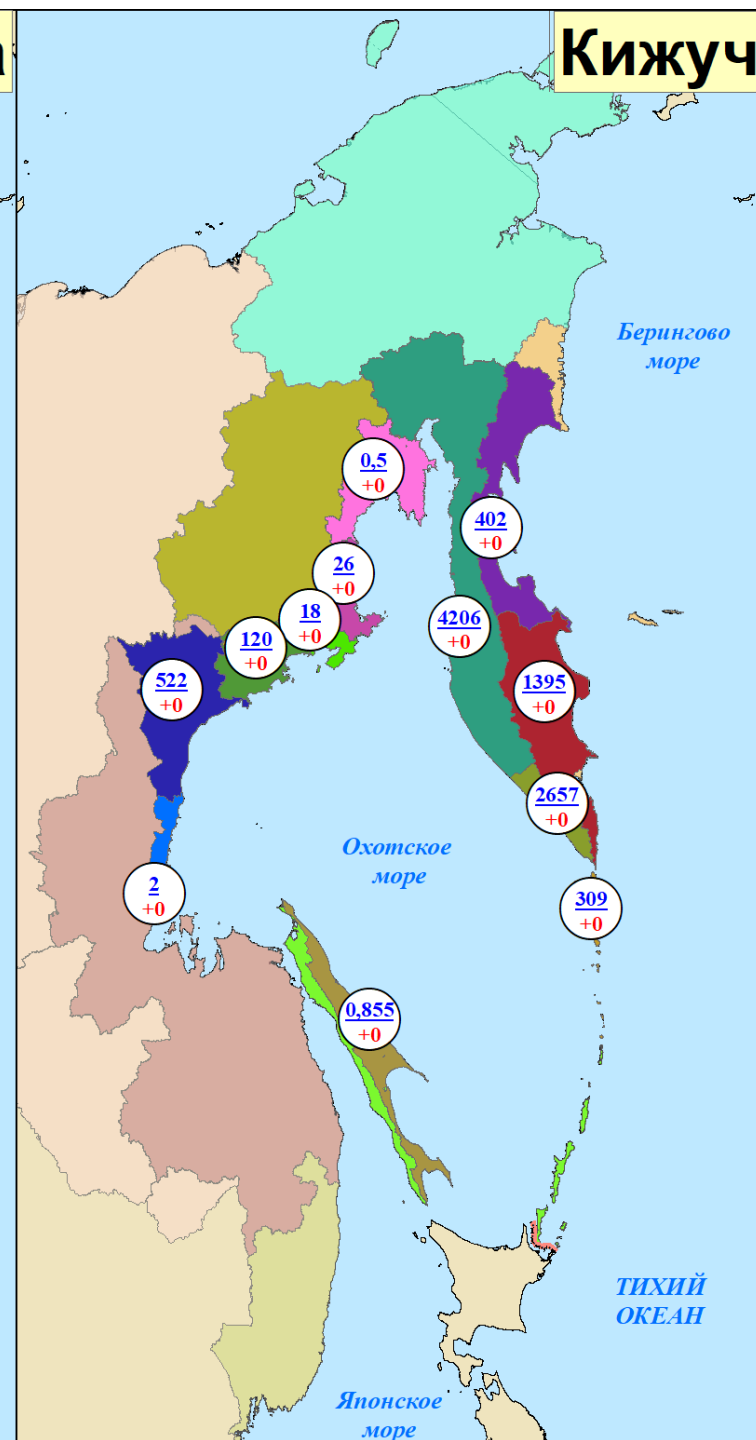 а
Кижуч
Берингово
море
0,5
+0
402
+0
26
+0
18
+0
4206
+0
120
+0
522
+0
1395
+0
2657
+0
Охотское
море
2
+0
309
+0
0,855
+0
ТИХИЙ
ОКЕАН
Японское
море